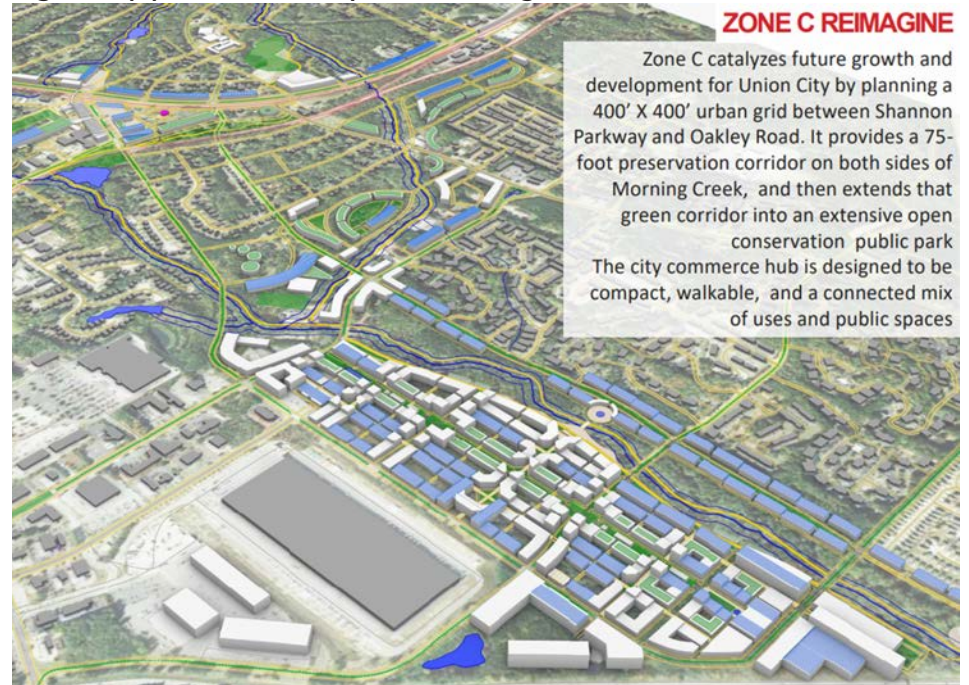 ZONE C REIMAGINE
Zone C catalyzes future growth and
development for Union City by planning a
400’ X 400’ urban grid between Shannon
Parkway and Oakley Road. It provides a 75-
foot preservation corridor on both sides of
Morning Creek, and then extends that
green corridor into an extensive open
conservation public park
The city commerce hub is designed to be
compact, walkable, and a connected mix
of uses and public spaces